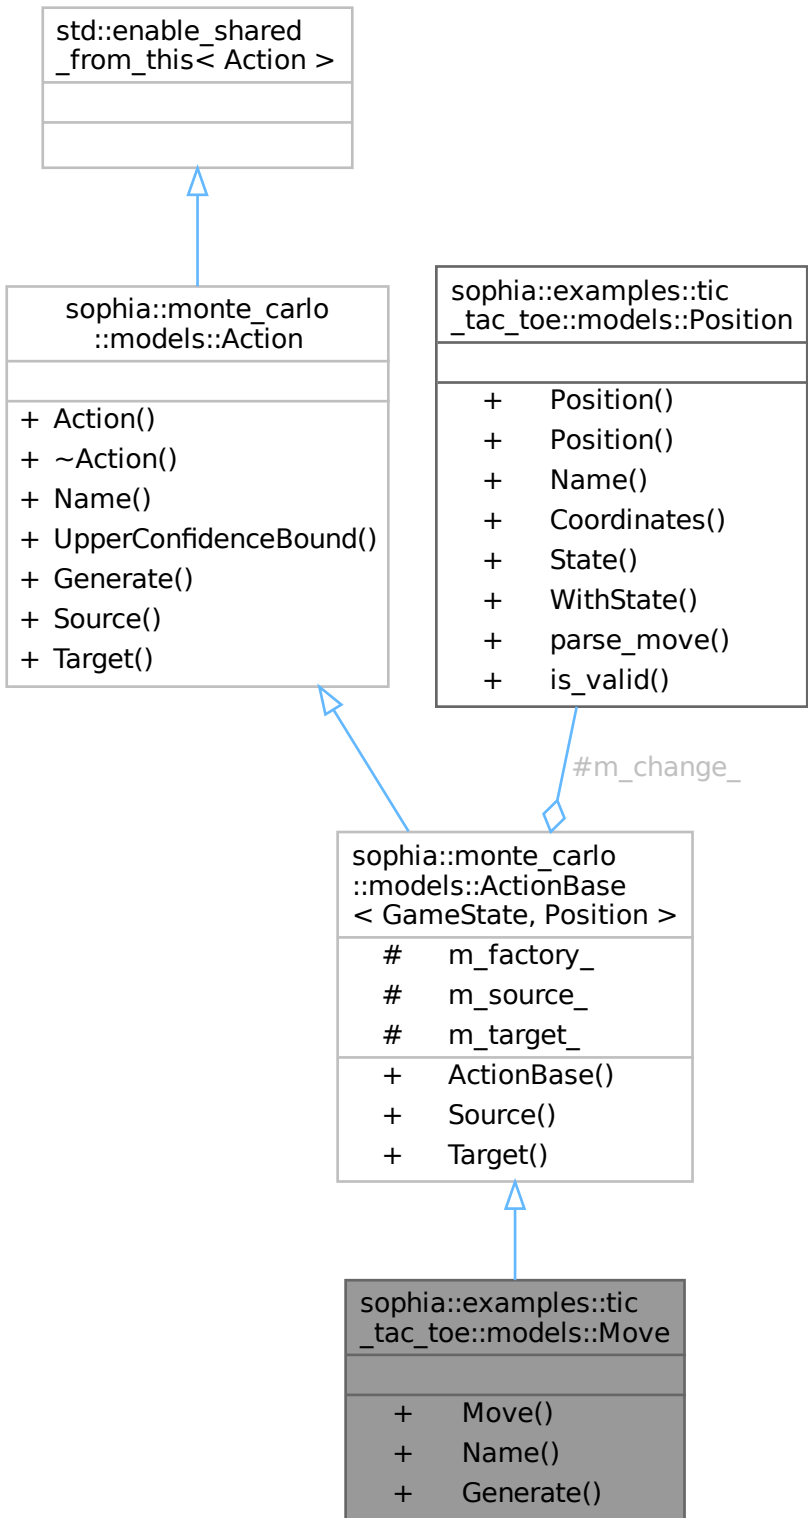 std::enable_shared
_from_this< Action >
sophia::monte_carlo
::models::Action
+ Action()
+ ~Action()
+ Name()
+ UpperConfidenceBound()
+ Generate()
+ Source()
+ Target()
sophia::examples::tic
_tac_toe::models::Position
+ Position()
+ Position()
+ Name()
+ Coordinates()
+ State()
+ WithState()
+ parse_move()
+ is_valid()
#m_change_
sophia::monte_carlo
::models::ActionBase
< GameState, Position >
# m_factory_
# m_source_
# m_target_
+ ActionBase()
+ Source()
+ Target()
sophia::examples::tic
_tac_toe::models::Move
+ Move()
+ Name()
+ Generate()